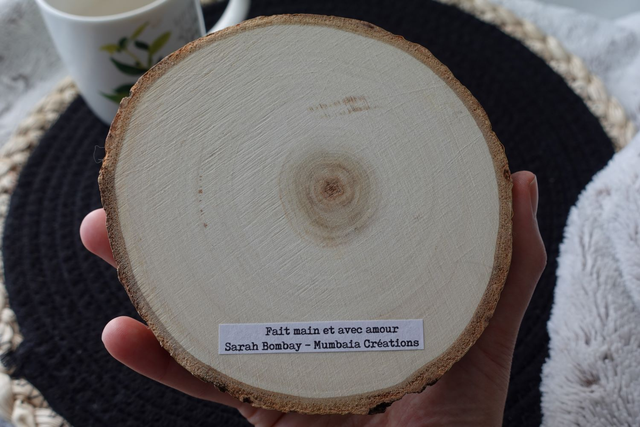 Fait main et avec amour
Sarah Bombay - Mumbaia Créations